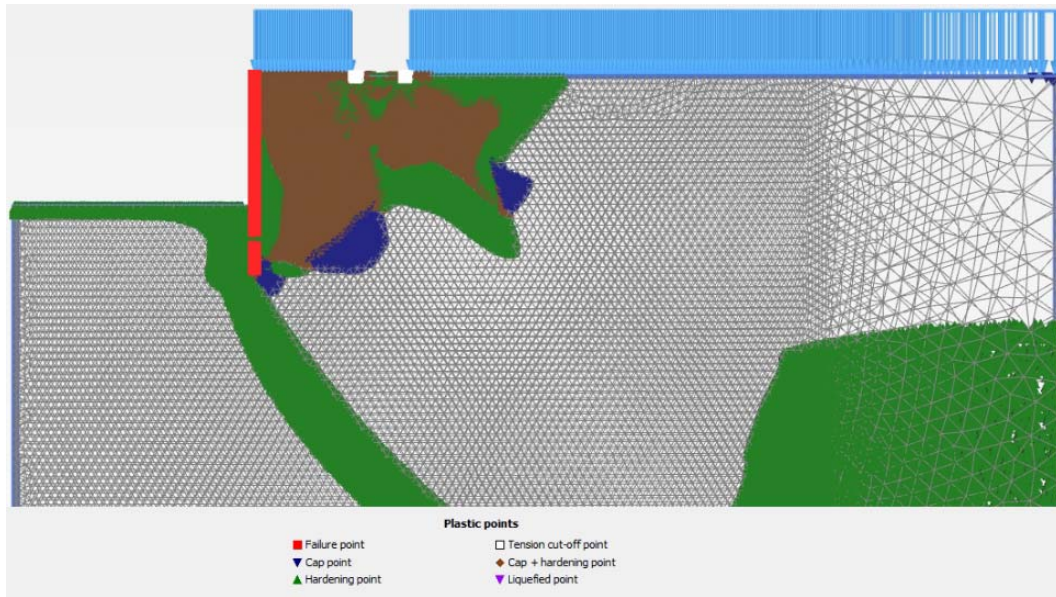 Plastic points
Failure point
Tension cut-off point
Cap point
Cap + hardening point
Hardening point
Liquefied point